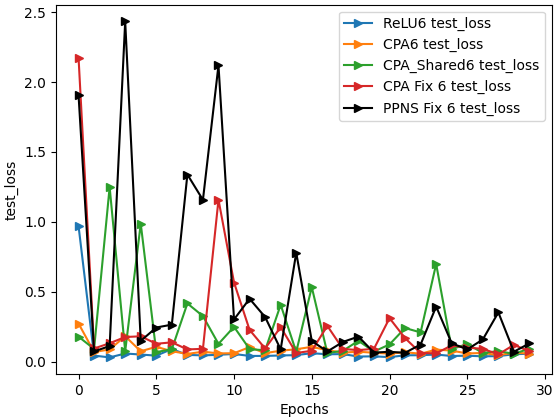 2.5
2.0
1.5
1.0
0.5
0.0
test_loss
0
5
10
15
20
25
30
Epochs
ReLU6 test_loss
CPA6 test_loss
CPA_Shared6 test_loss
CPA Fix 6 test_loss
PPNS Fix 6 test_loss